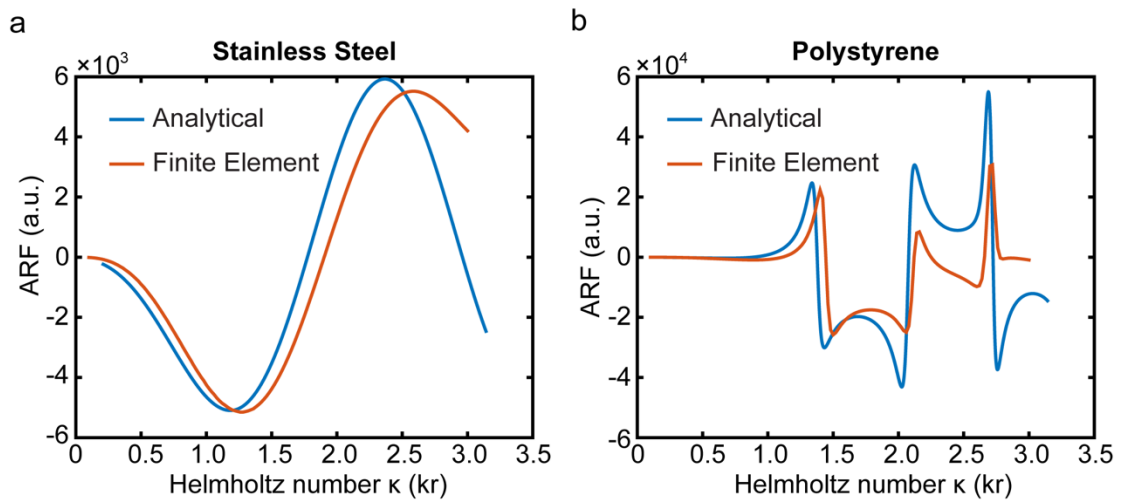 a
Stainless Steel
×10³
6
4
2
0
-2
-4
-6
ARF (a.u.)
Analytical
Finite Element
0 0.5 1.0 1.5 2.0 2.5 3.0 3.5
Helmholtz number κ (kr)
b
Polystyrene
×10⁴
6
4
2
0
-2
-4
-6
ARF (a.u.)
Analytical
Finite Element
0 0.5 1.0 1.5 2.0 2.5 3.0 3.5
Helmholtz number κ (kr)